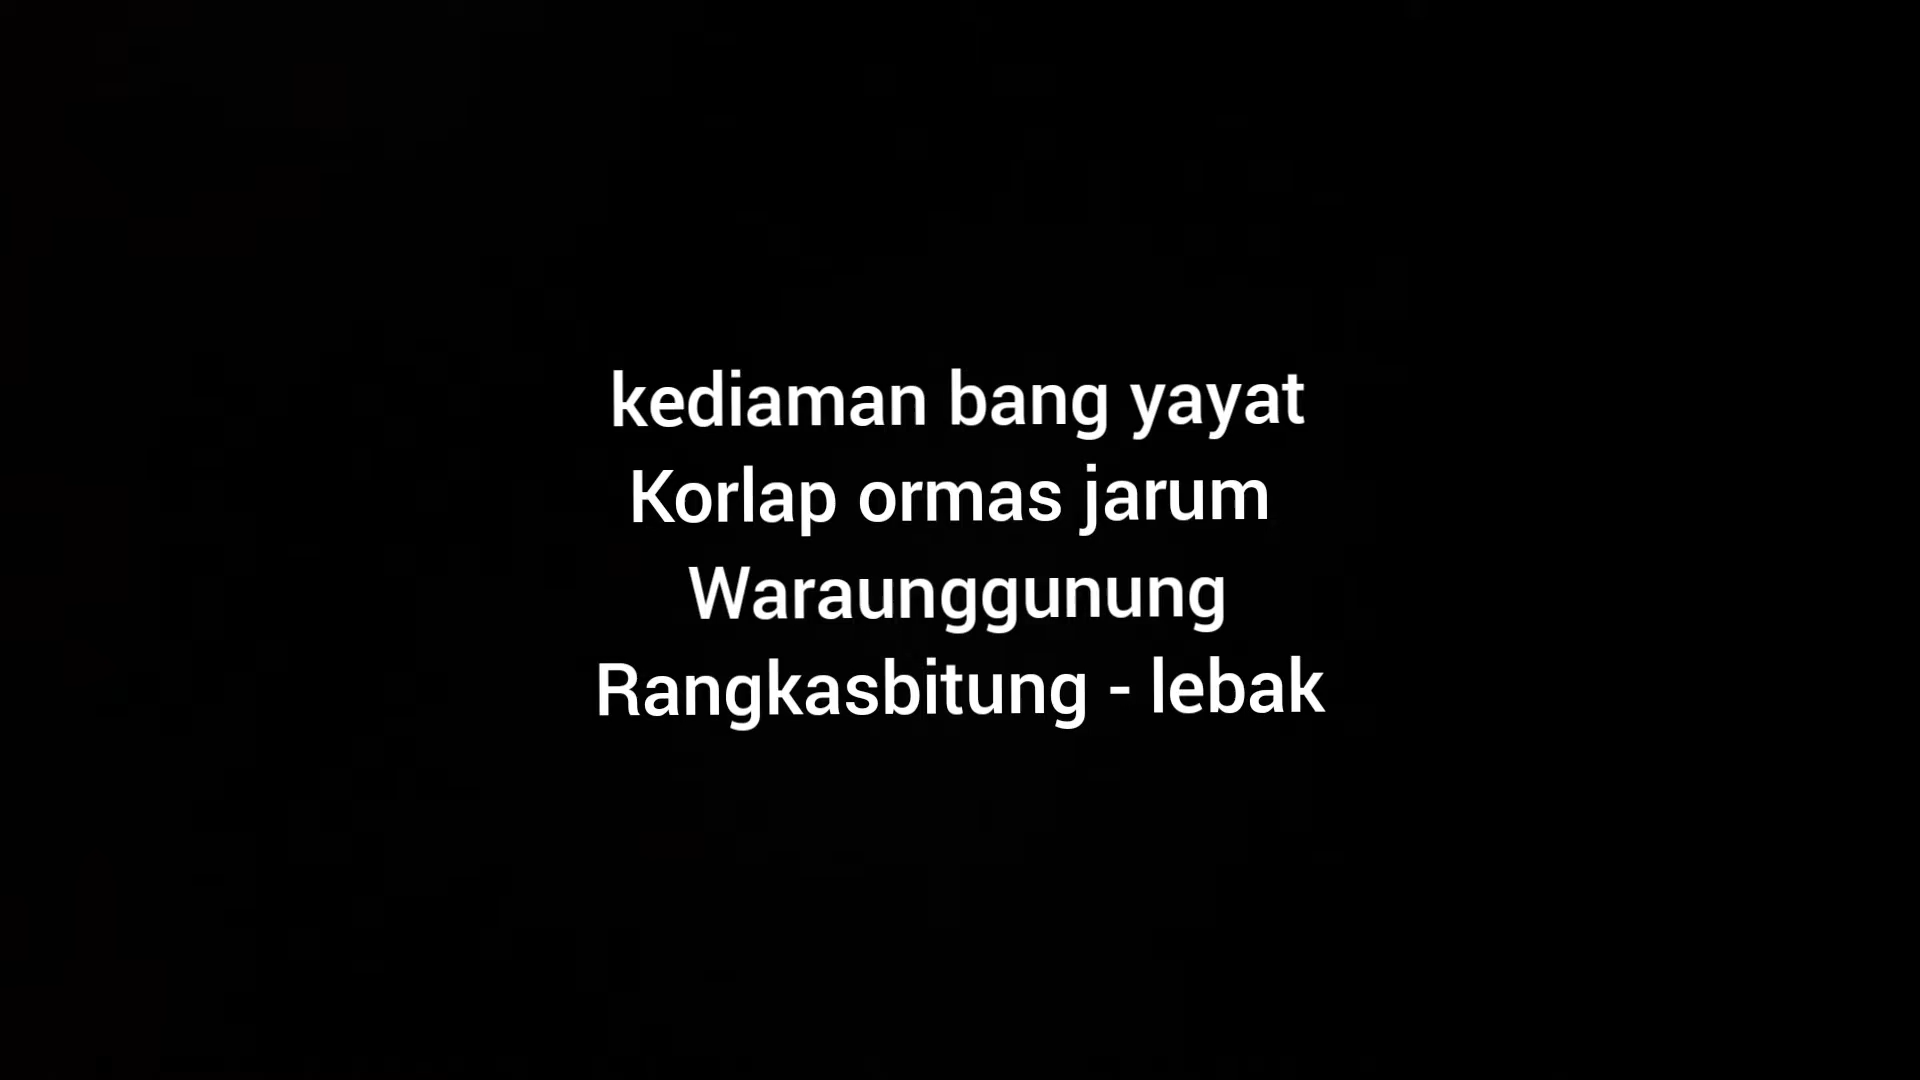 kediaman bang yayat
Korlap ormas jarum
Waraunggunung
Rangkasbitung - lebak